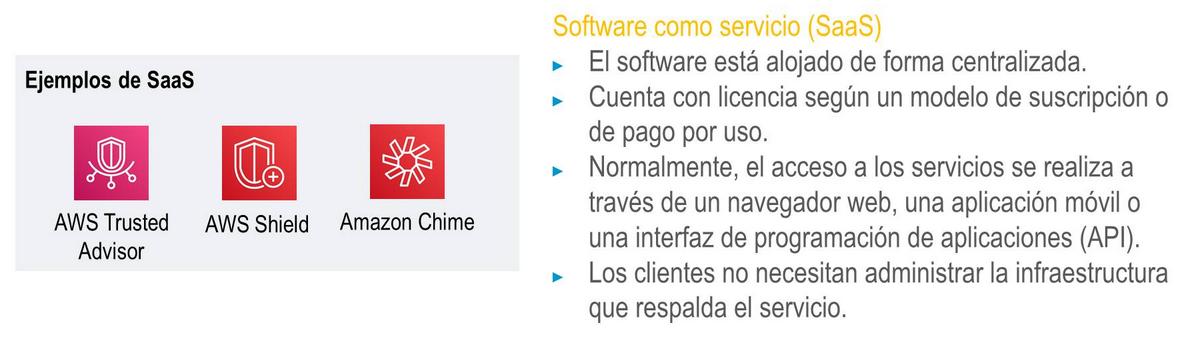 Ejemplos de SaaS
AWS Trusted
Advisor
AWS Shield
Amazon Chime
Software como servicio (SaaS)
► El software está alojado de forma centralizada.
► Cuenta con licencia según un modelo de suscripción o
de pago por uso.
► Normalmente, el acceso a los servicios se realiza a
través de un navegador web, una aplicación móvil o
una interfaz de programación de aplicaciones (API).
► Los clientes no necesitan administrar la infraestructura
que respalda el servicio.